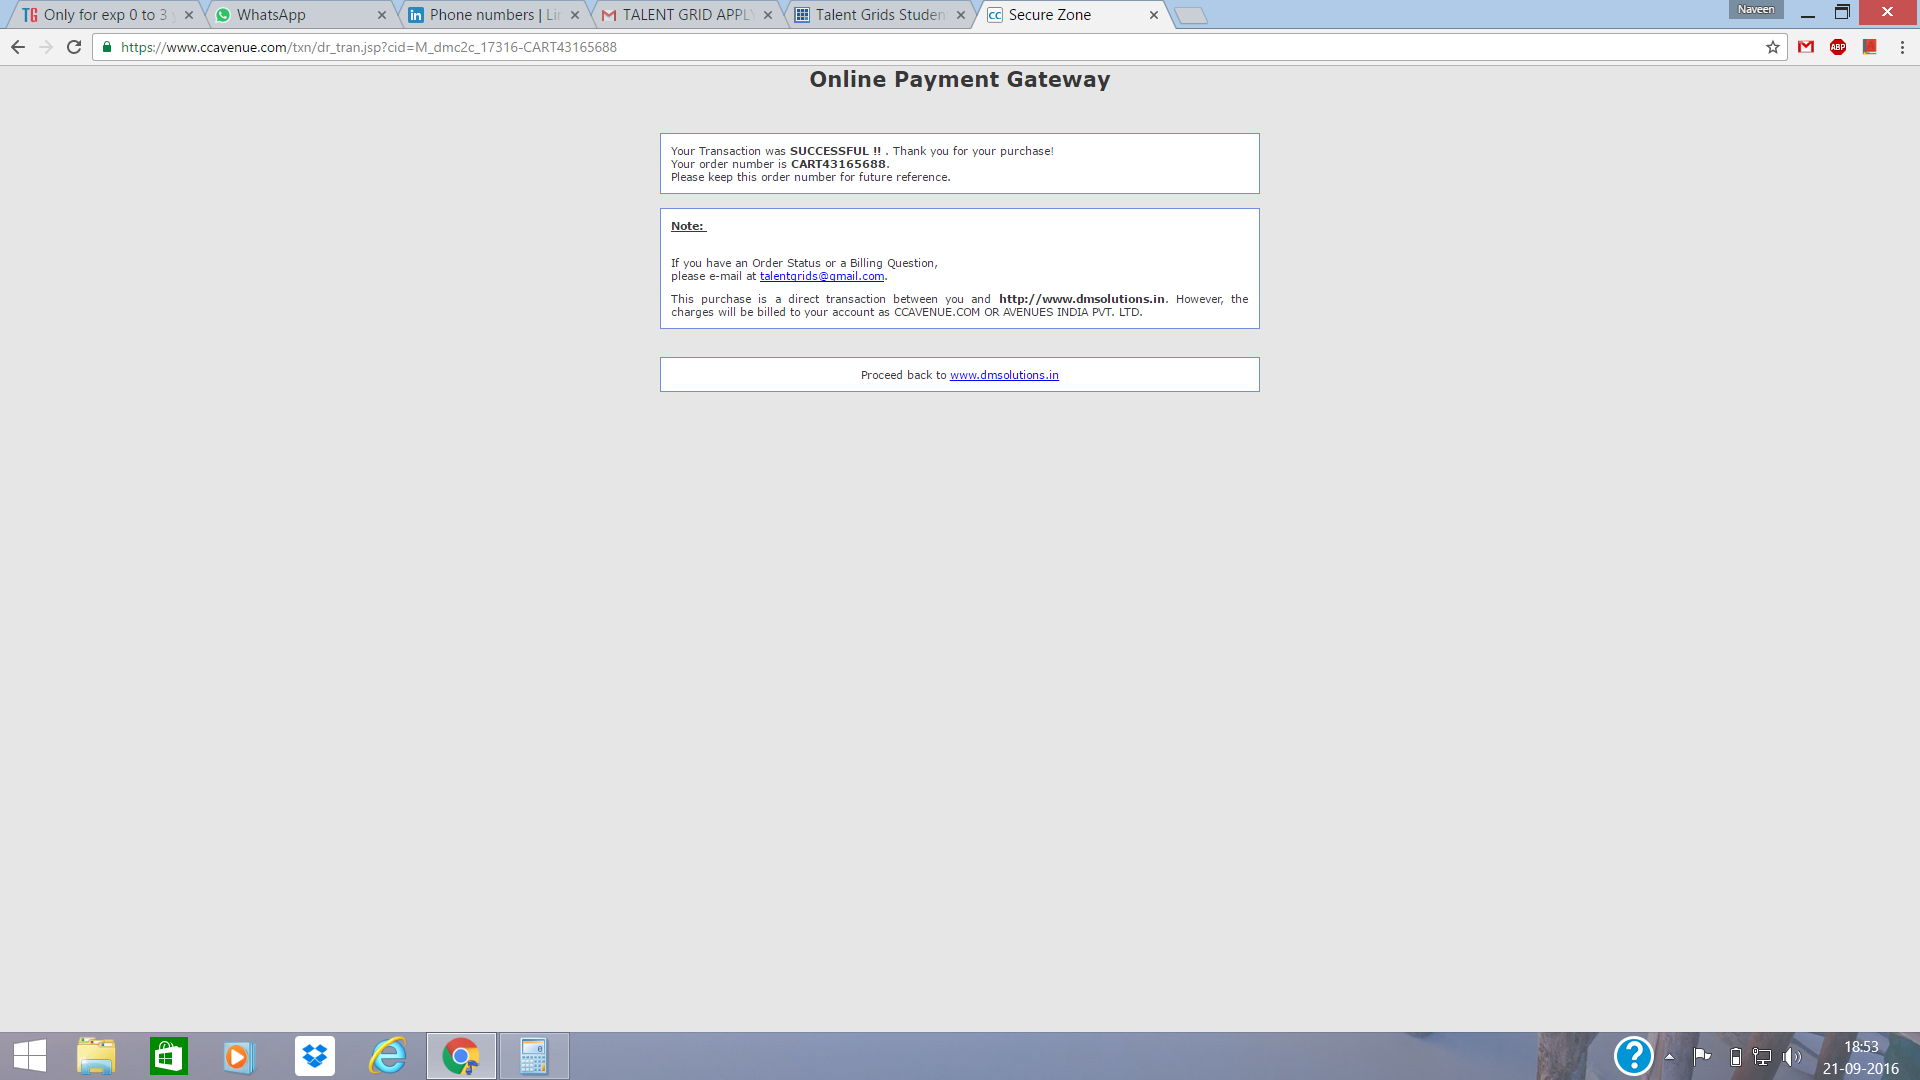 Only for exp 0 to 3 y
WhatsApp
Phone numbers | Li
TALENT GRID APPLY
Talent Grids Studen
Secure Zone
Naveen
https://www.ccavenue.com/txn/dr_tran.jsp?cid=M_dmc2c_17316-CART43165688
ABP
Online Payment Gateway
Your Transaction was SUCCESSFUL !! . Thank you for your purchase!
Your order number is CART43165688.
Please keep this order number for future reference.
Note:
If you have an Order Status or a Billing Question,
please e-mail at talentgrids@gmail.com.
This purchase is a direct transaction between you and http://www.dmsolutions.in. However, the
charges will be billed to your account as CCAVENUE.COM OR AVENUES INDIA PVT. LTD.
Proceed back to www.dmsolutions.in
18:53
21-09-2016